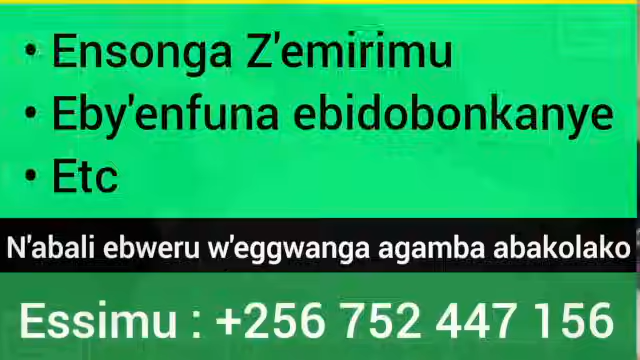 • Ensonga Z'emirimu
• Eby'enfuna ebidobonkanye
• Etc
N'abali ebweru w'eggwanga agamba abakolako
Essimu : +256 752 447 156